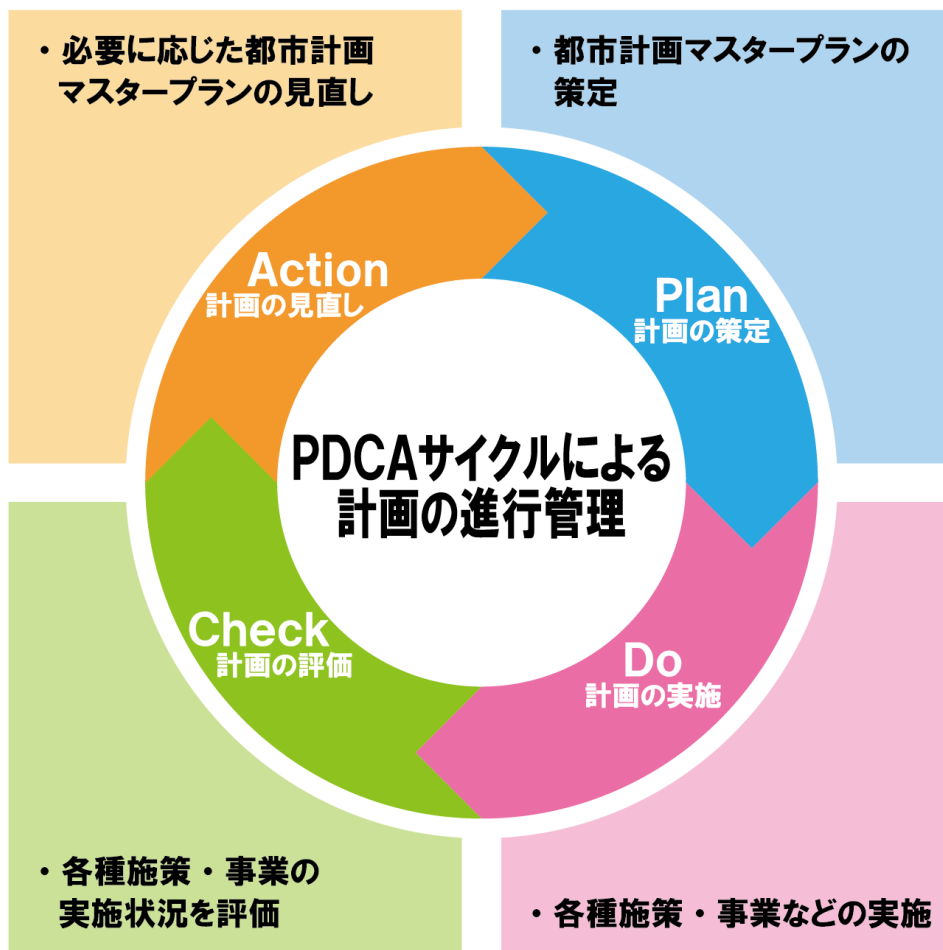 ・必要に応じた都市計画
マスタープランの見直し
・都市計画マスタープランの
策定
Action
計画の見直し
Plan
計画の策定
PDCAサイクルによる
計画の進行管理
Check
計画の評価
Do
計画の実施
・各種施策・事業の
実施状況を評価
・各種施策・事業などの実施